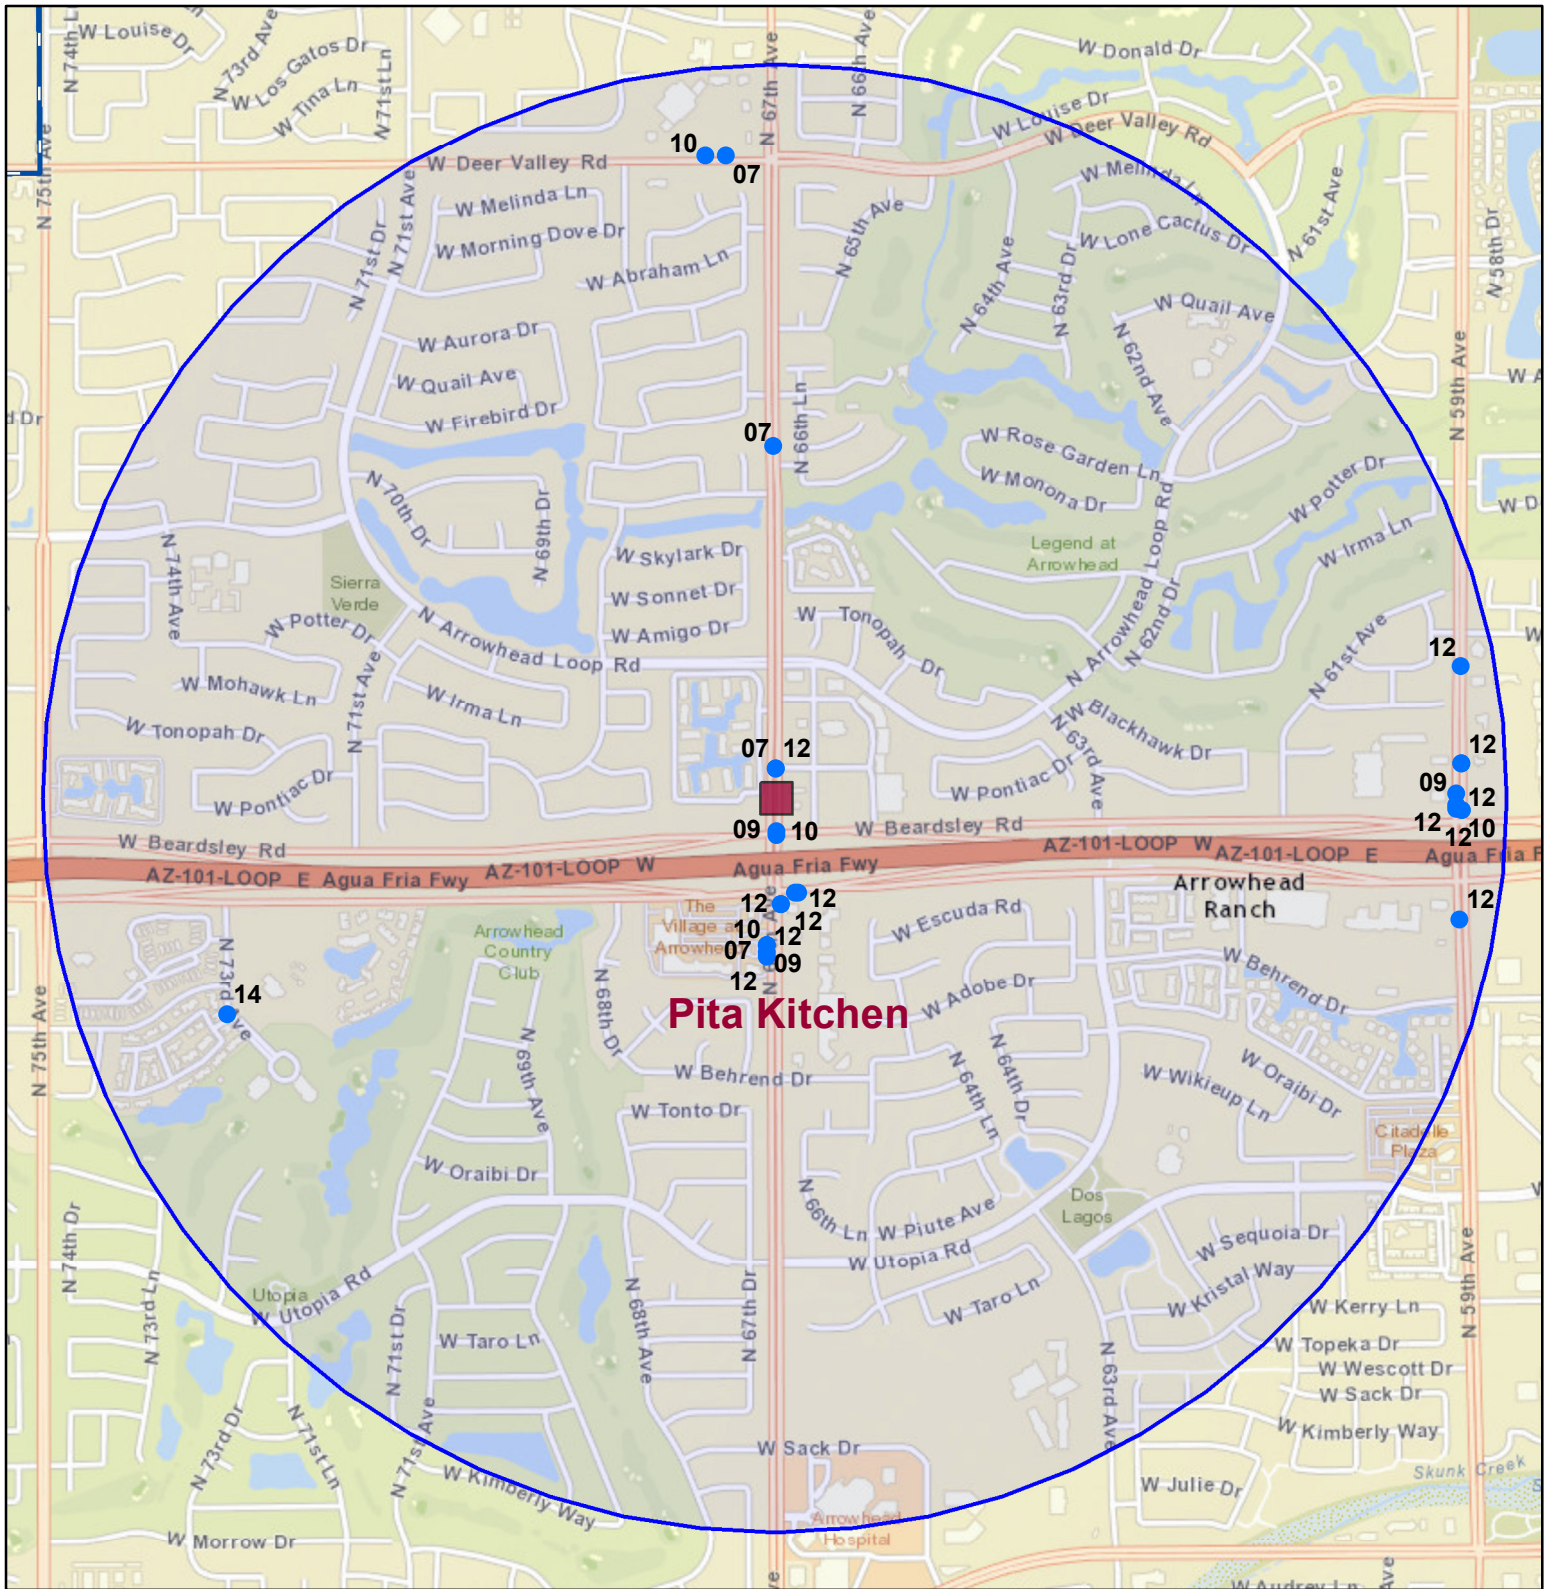 N 74th L
W Louise Dr
N 73rd Ave
W Los Gatos Dr
W Tina Ln
N 71st Ln
N 67th Ave
N 66th Ave
W Donald Dr
W Louise Dr
W Deer Valley Rd
N 75th Ave
10
07
W Deer Valley Rd
W Melinda Ln
W Melinda Ln
N 61st Ave
N 58th Dr
N 71st Ave
N 71st Dr
W Morning Dove Dr
W Abraham Ln
N 65th Ave
W Lone Cactus Dr
N 64th Ave
N 63rd Dr
W Quail Ave
N 62nd Ave
W Aurora Dr
W Quail Ave
W Firebird Dr
N 66th Ln
N 59th Ave
W A
d Dr
07
W Rose Garden Ln
W Monona Dr
W Potter Dr
W D
N 70th Dr
N 69th Dr
W Skylark Dr
Legend at
Arrowhead
W Irma Ln
N 74th Ave
Sierra
Verde
W Sonnet Dr
W Amigo Dr
W Tonopah Dr
N Arrowhead Loop Rd
N 62nd Dr
N 61st Ave
W
12
W Potter Dr
N Arrowhead Loop Rd
W Mohawk Ln
N 71st Ave
W Irma Ln
W Tonopah Dr
W Blackhawk Dr
N 63rd Ave
07 12
12
W Pontiac Dr
W Pontiac Dr
09
12
12
12
10
09 10
W Beardsley Rd
W Beardsley Rd
AZ-101-LOOP W
AZ-101-LOOP E
Agua Fria F
AZ-101-LOOP E
Agua Fria Fwy
AZ-101-LOOP W
Agua Fria Fwy
Arrowhead
Ranch
12
12
12
12
The
Village a
Arrowhe
N 6
Ave
10
12
07
09
12
W Escuda Rd
Arrowhead
Country
Club
N 73rd Ave
14
N 75th Ave
N 68th Dr
Pita Kitchen
W Adobe Dr
W Behrend Dr
N 69th Ave
W Behrend Dr
N 64th Ln
N 64th Dr
W Wikieup Ln
W Oraibi Dr
W Tonto Dr
Citadelle
Plaza
W Oraibi Dr
N 66th Ln
W Piute Ave
Dos
Lagos
W
N 74th Dr
W Utopia Rd
W Sequoia Dr
N 59th Ave
N 73rd Ln
Utopia
W Utopia Rd
W Taro Ln
W Kristal Way
W Kerry Ln
N 71st Dr
W Taro Ln
N 68th Ave
N 67th Dr
W Topeka Dr
W Wescott Dr
W Sack Dr
N 63rd Ave
N 73rd Dr
N 71st Ln
N 71st Ave
W Kimberly Way
W Sack Dr
W Kimberly Way
W Julie Dr
Skunk Creek
S
W Morrow Dr
Arrowhead
Hospital
ve
Ave
W Audrey Ln